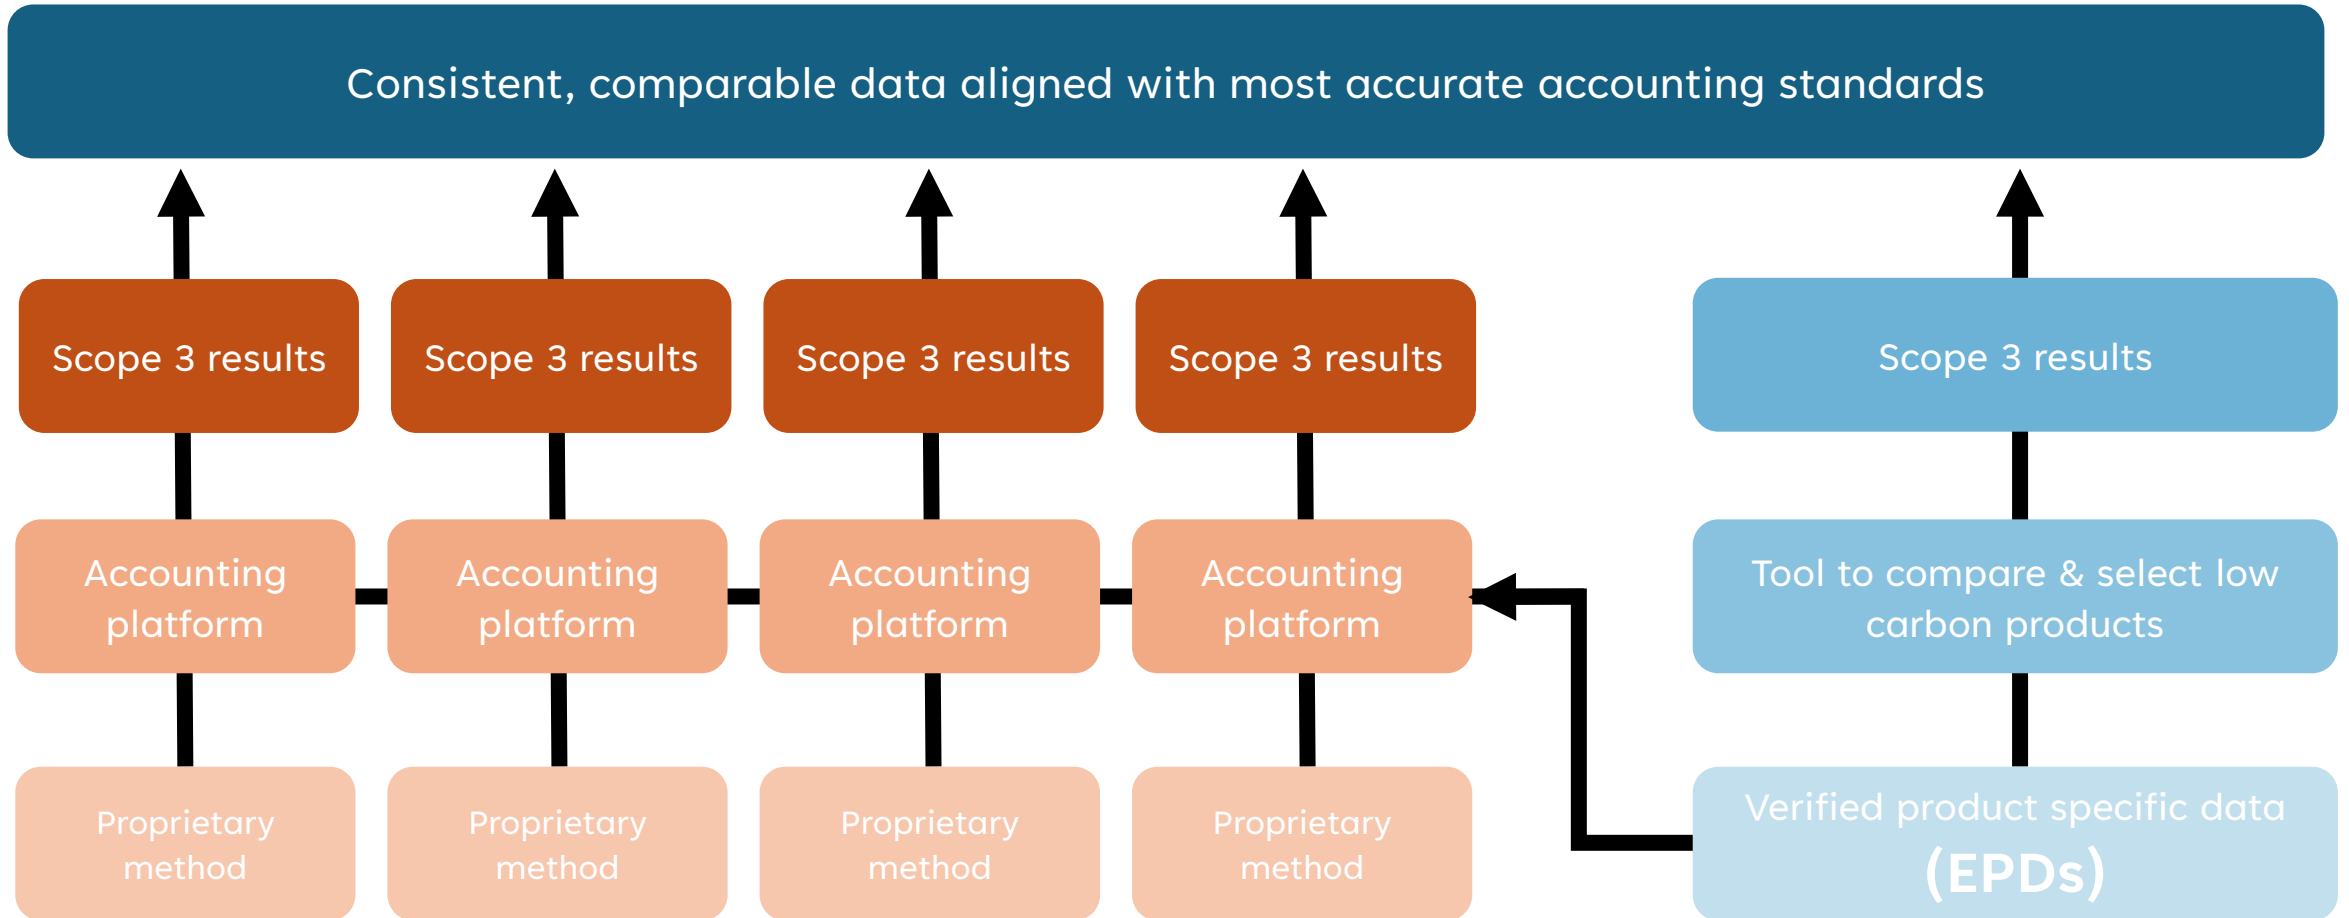 Consistent, comparable data aligned with most accurate accounting standards
Scope 3 results
Scope 3 results
Scope 3 results
Scope 3 results
Scope 3 results
Accounting
platform
Accounting
platform
Accounting
platform
Accounting
platform
Tool to compare & select low
carbon products
Proprietary
method
Proprietary
method
Proprietary
method
Proprietary
method
Verified product specific data
(EPDs)